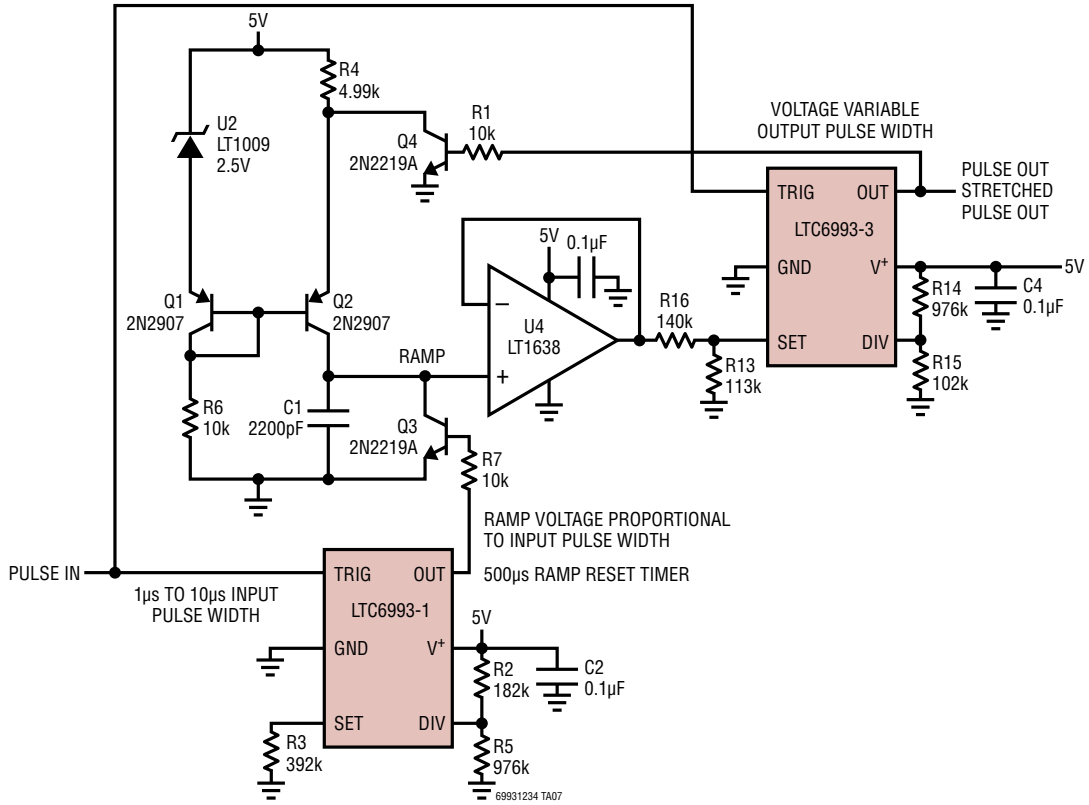 5V
R4
4.99k
U2
LT1009
2.5V
Q4
2N2219A
R1
10k
VOLTAGE VARIABLE
OUTPUT PULSE WIDTH
PULSE OUT
STRETCHED
PULSE OUT
TRIG
OUT
LTC6993-3
GND
V+
SET
DIV
5V
R14
976k
C4
0.1µF
R15
102k
Q1
2N2907
Q2
2N2907
5V
0.1µF
–
+
U4
LT1638
R16
140k
R13
113k
RAMP
R6
10k
C1
2200pF
Q3
2N2219A
R7
10k
RAMP VOLTAGE PROPORTIONAL
TO INPUT PULSE WIDTH
500µs RAMP RESET TIMER
PULSE IN
1µs TO 10µs INPUT
PULSE WIDTH
TRIG
OUT
LTC6993-1
GND
V+
SET
DIV
5V
R2
182k
C2
0.1µF
R3
392k
R5
976k
69931234 TA07